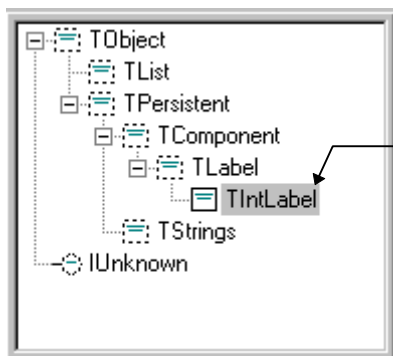 TObject
TList
TPersistent
TComponent
TLabel
TIntLabel
TStrings
IUnknown